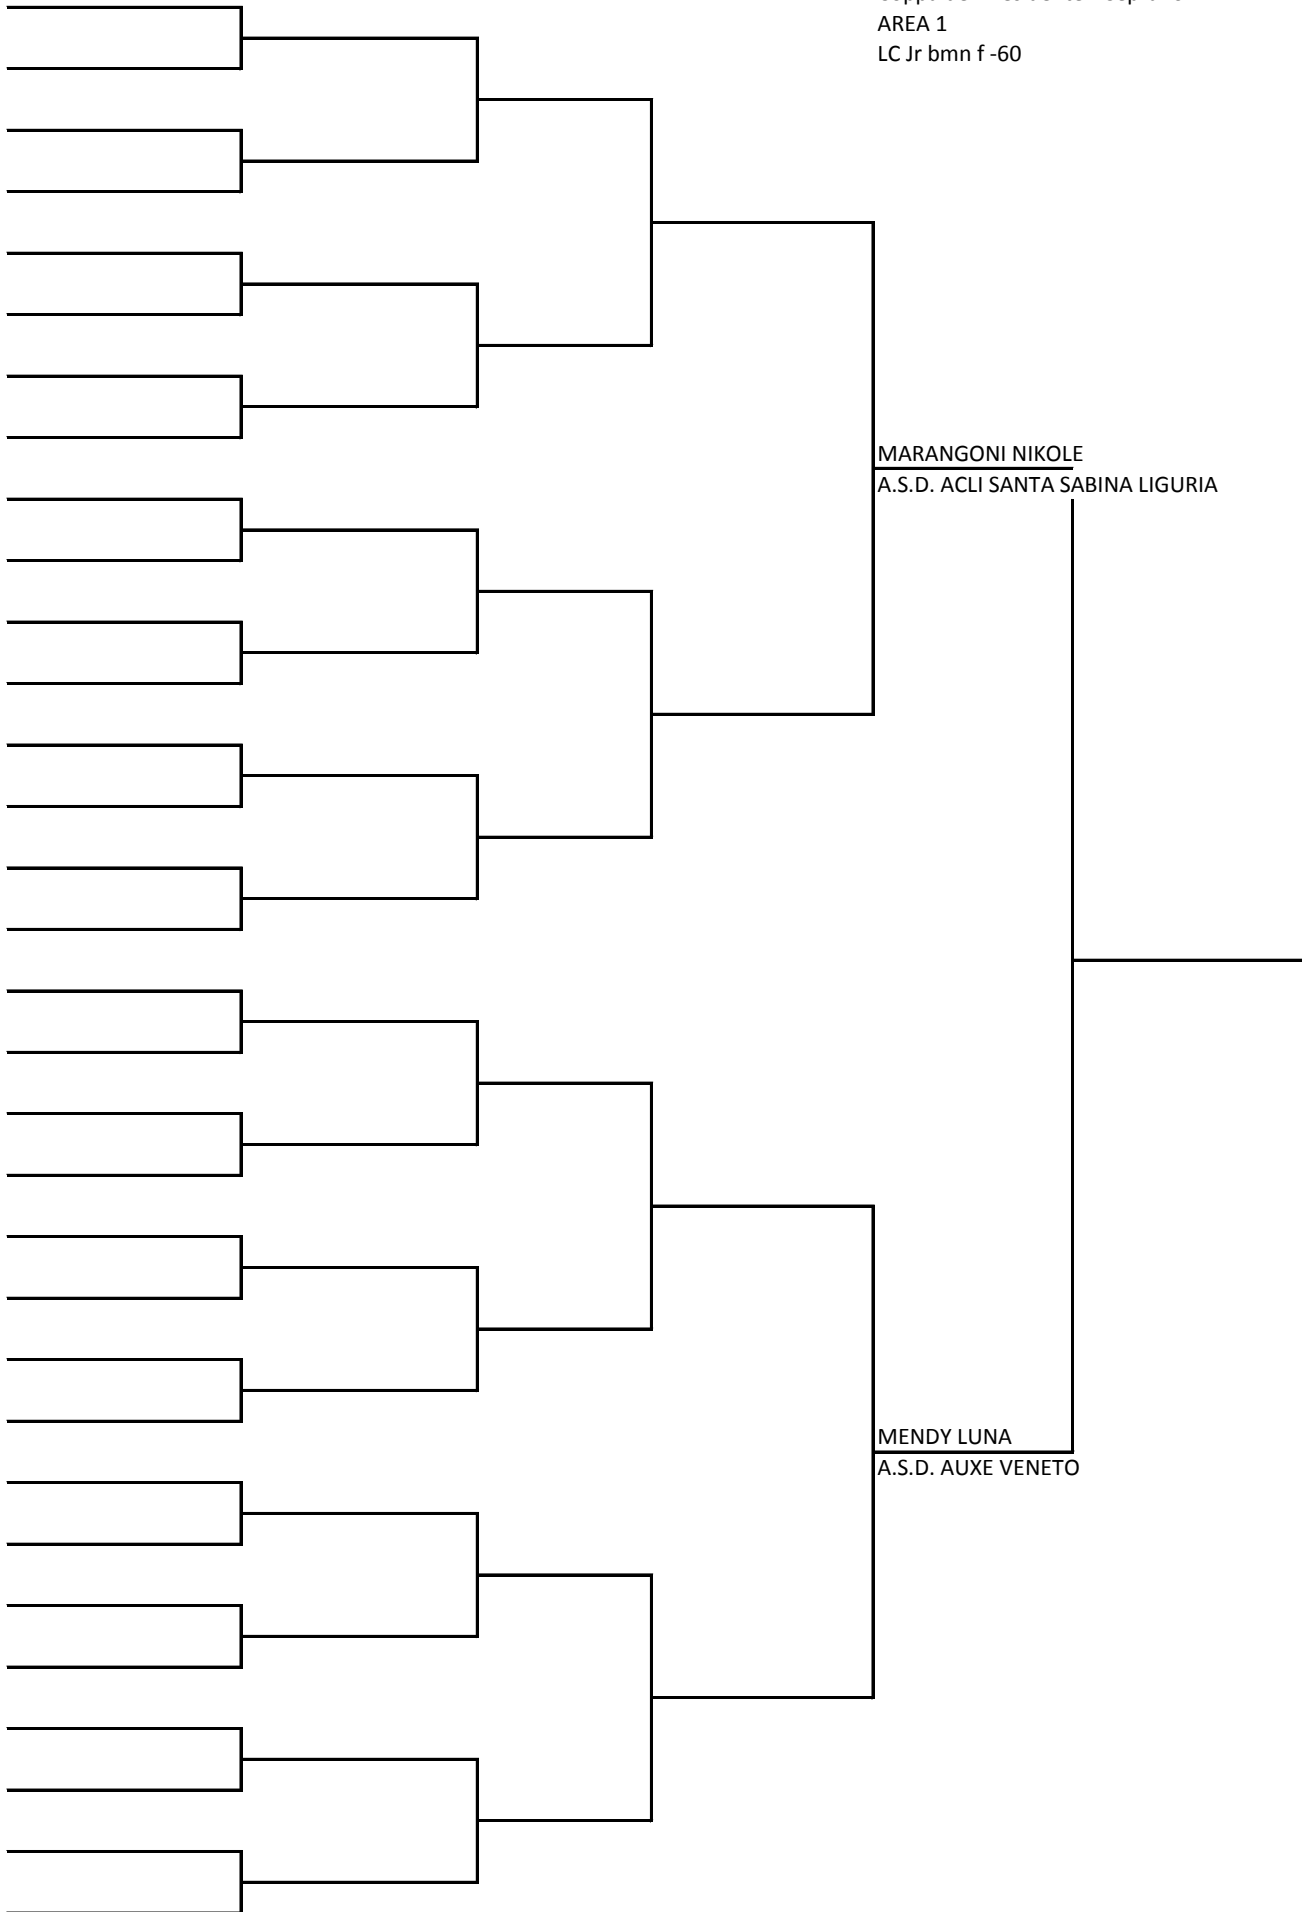 AREA 1
LC Jr bmn f -60
MARANGONI NIKOLE
A.S.D. ACLI SANTA SABINA LIGURIA
MENDY LUNA
A.S.D. AUXE VENETO